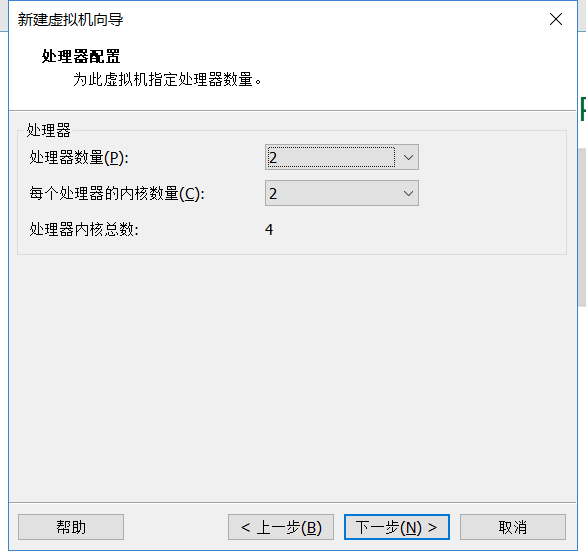 新建虚拟机向导
处理器配置
为此虚拟机指定处理器数量。
处理器
处理器数量(P): 2
每个处理器的内核数量(C): 2
处理器内核总数: 4
帮助 < 上一步(B) 下一步(N) > 取消